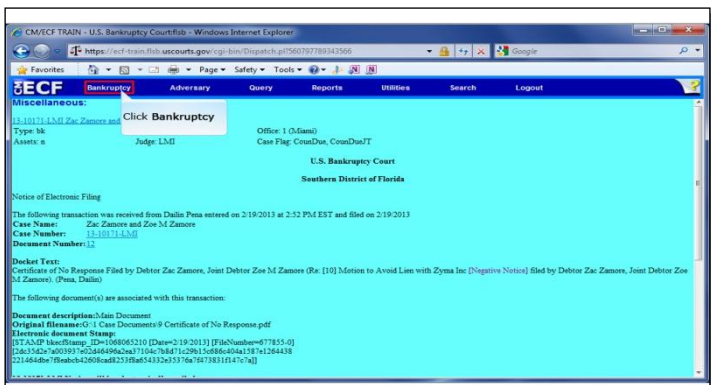 CM/ECF TRAIN - U.S. Bankruptcy Court:flsb - Windows Internet Explorer
https://ecf-train.flsb.uscourts.gov/cgi-bin/Dispatch.pl?560797789343566
Google
Favorites Page Safety Tools
ECF Bankruptcy Adversary Query Reports Utilities Search Logout
Miscellaneous:
Click Bankruptcy
13-10171-LMI Zac Zamore and
Type: bk Office: 1 (Miami)
Assets: n Judge: LMI Case Flag: CounDue, CounDueJT
U.S. Bankruptcy Court
Southern District of Florida
Notice of Electronic Filing
The following transaction was received from Dailin Pena entered on 2/19/2013 at 2:52 PM EST and filed on 2/19/2013
Case Name: Zac Zamore and Zoe M Zamore
Case Number: 13-10171-LMI
Document Number: 12
Docket Text:
Certificate of No Response Filed by Debtor Zac Zamore, Joint Debtor Zoe M Zamore (Re: [10] Motion to Avoid Lien with Zyma Inc [Negative Notice] filed by Debtor Zac Zamore, Joint Debtor Zoe
M Zamore). (Pena, Dailin)
The following document(s) are associated with this transaction:
Document description:Main Document
Original filename:G:\1 Case Documents\9 Certificate of No Response.pdf
Electronic document Stamp:
[STAMP bkecfStamp_ID=1068065210 [Date=2/19/2013] [FileNumber=677855-0]